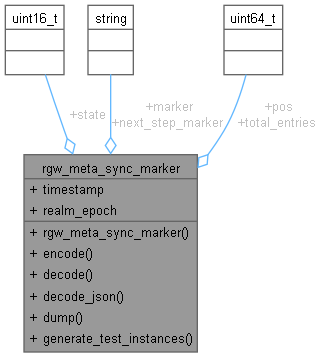 uint16_t
string
uint64_t
+state
+marker
+next_step_marker
+pos
+total_entries
rgw_meta_sync_marker
+ timestamp
+ realm_epoch
+ rgw_meta_sync_marker()
+ encode()
+ decode()
+ decode_json()
+ dump()
+ generate_test_instances()